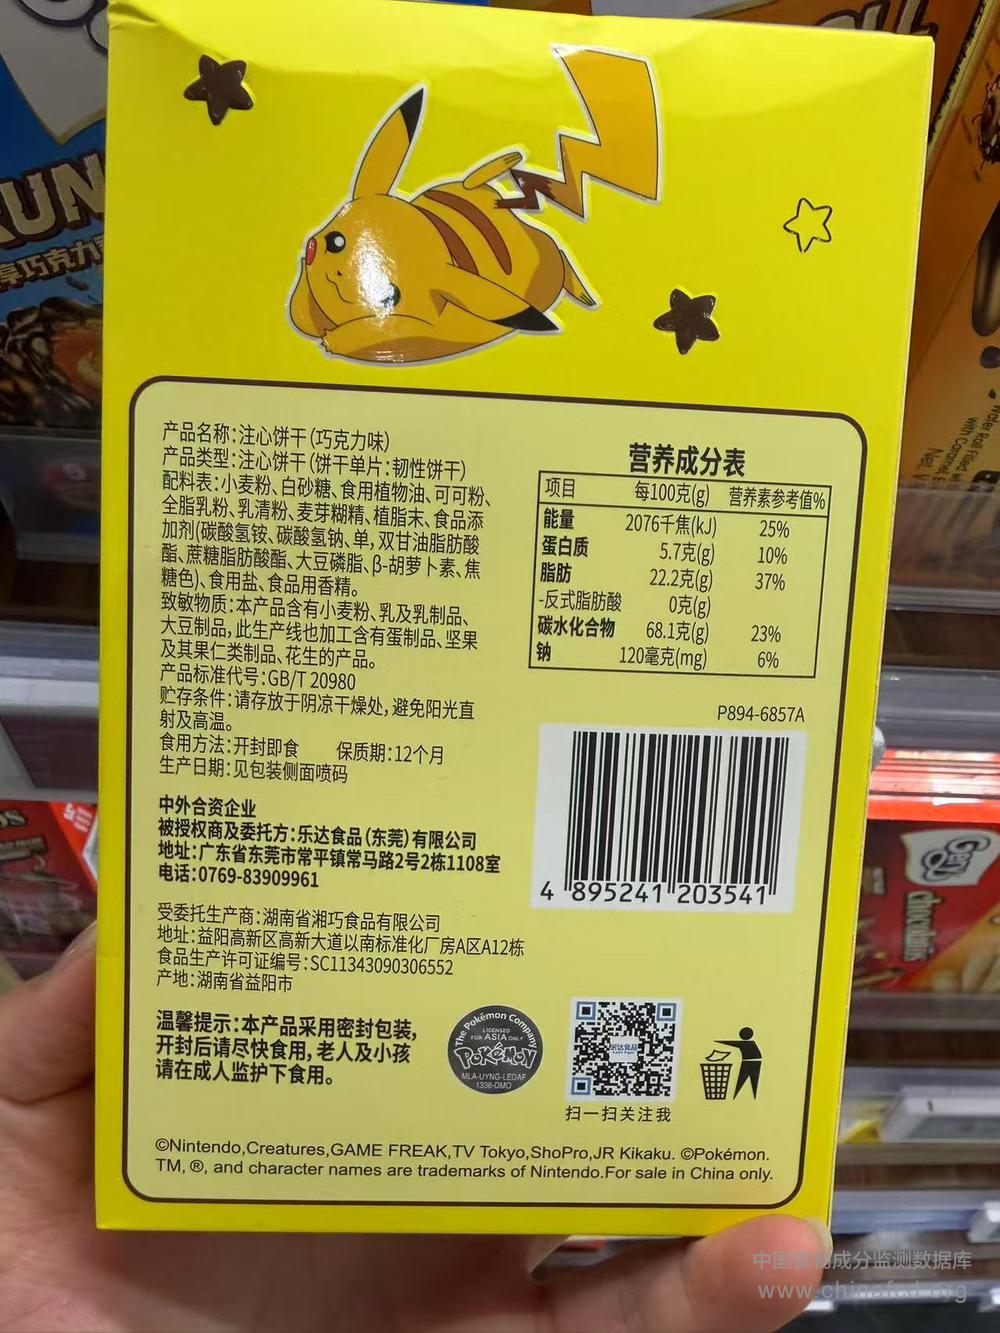 UN
厚巧克力
产品名称:注心饼干(巧克力味)
产品类型:注心饼干(饼干单片:韧性饼干)
配料表:小麦粉、白砂糖、食用植物油、可可粉、
全脂乳粉、乳清粉、麦芽糊精、植脂末、食品添
加剂(碳酸氢铵、碳酸氢钠、单,双甘油脂肪酸
酯、蔗糖脂肪酸酯、大豆磷脂、β-胡萝卜素、焦
糖色)、食用盐、食品用香精。
致敏物质:本产品含有小麦粉、乳及乳制品、
大豆制品,此生产线也加工含有蛋制品、坚果
及其果仁类制品、花生的产品。
产品标准代号:GB/T 20980
贮存条件:请存放于阴凉干燥处,避免阳光直
射及高温。
食用方法:开封即食 保质期:12个月
生产日期:见包装侧面喷码
中外合资企业
被授权商及委托方:乐达食品(东莞)有限公司
地址:广东省东莞市常平镇常马路2号2栋1108室
电话:0769-83909961
受委托生产商:湖南省湘巧食品有限公司
地址:益阳高新区高新大道以南标准化厂房A区A12栋
食品生产许可证编号:SC11343090306552
产地:湖南省益阳市
温馨提示:本产品采用密封包装,
开封后请尽快食用,老人及小孩
请在成人监护下食用。
营养成分表
项目 每100克(g) 营养素参考值%
能量 2076千焦(kJ) 25%
蛋白质 5.7克(g) 10%
脂肪 22.2克(g) 37%
-反式脂肪酸 0克(g)
碳水化合物 68.1克(g) 23%
钠 120毫克(mg) 6%
P894-6857A
4 895241 203541
The Pokémon Company
LICENSED
FOR ASIA ONLY
POKéMON
MLA-UYNG-LEDAF
1338-DMO
乐达食品
扫一扫关注我
©Nintendo,Creatures,GAME FREAK,TV Tokyo,ShoPro,JR Kikaku. ©Pokémon.
TM, ®, and character names are trademarks of Nintendo.For sale in China only.
Wafer Roll Filled
with Caramel
Net
Gery
chocolatos
中国食物成分监测数据库
www.chinafcd.org